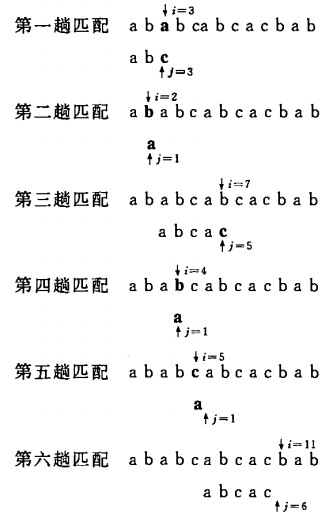 ↓i=3
第一趟匹配 a b a b c a b c a c b a b
a b c
↑j=3
↓i=2
第二趟匹配 a b a b c a b c a c b a b
a
↑j=1
↓i=7
第三趟匹配 a b a b c a b c a c b a b
a b c a c
↑j=5
↓i=4
第四趟匹配 a b a b c a b c a c b a b
a
↑j=1
↓i=5
第五趟匹配 a b a b c a b c a c b a b
a
↑j=1
↓i=11
第六趟匹配 a b a b c a b c a c b a b
a b c a c
↑j=6